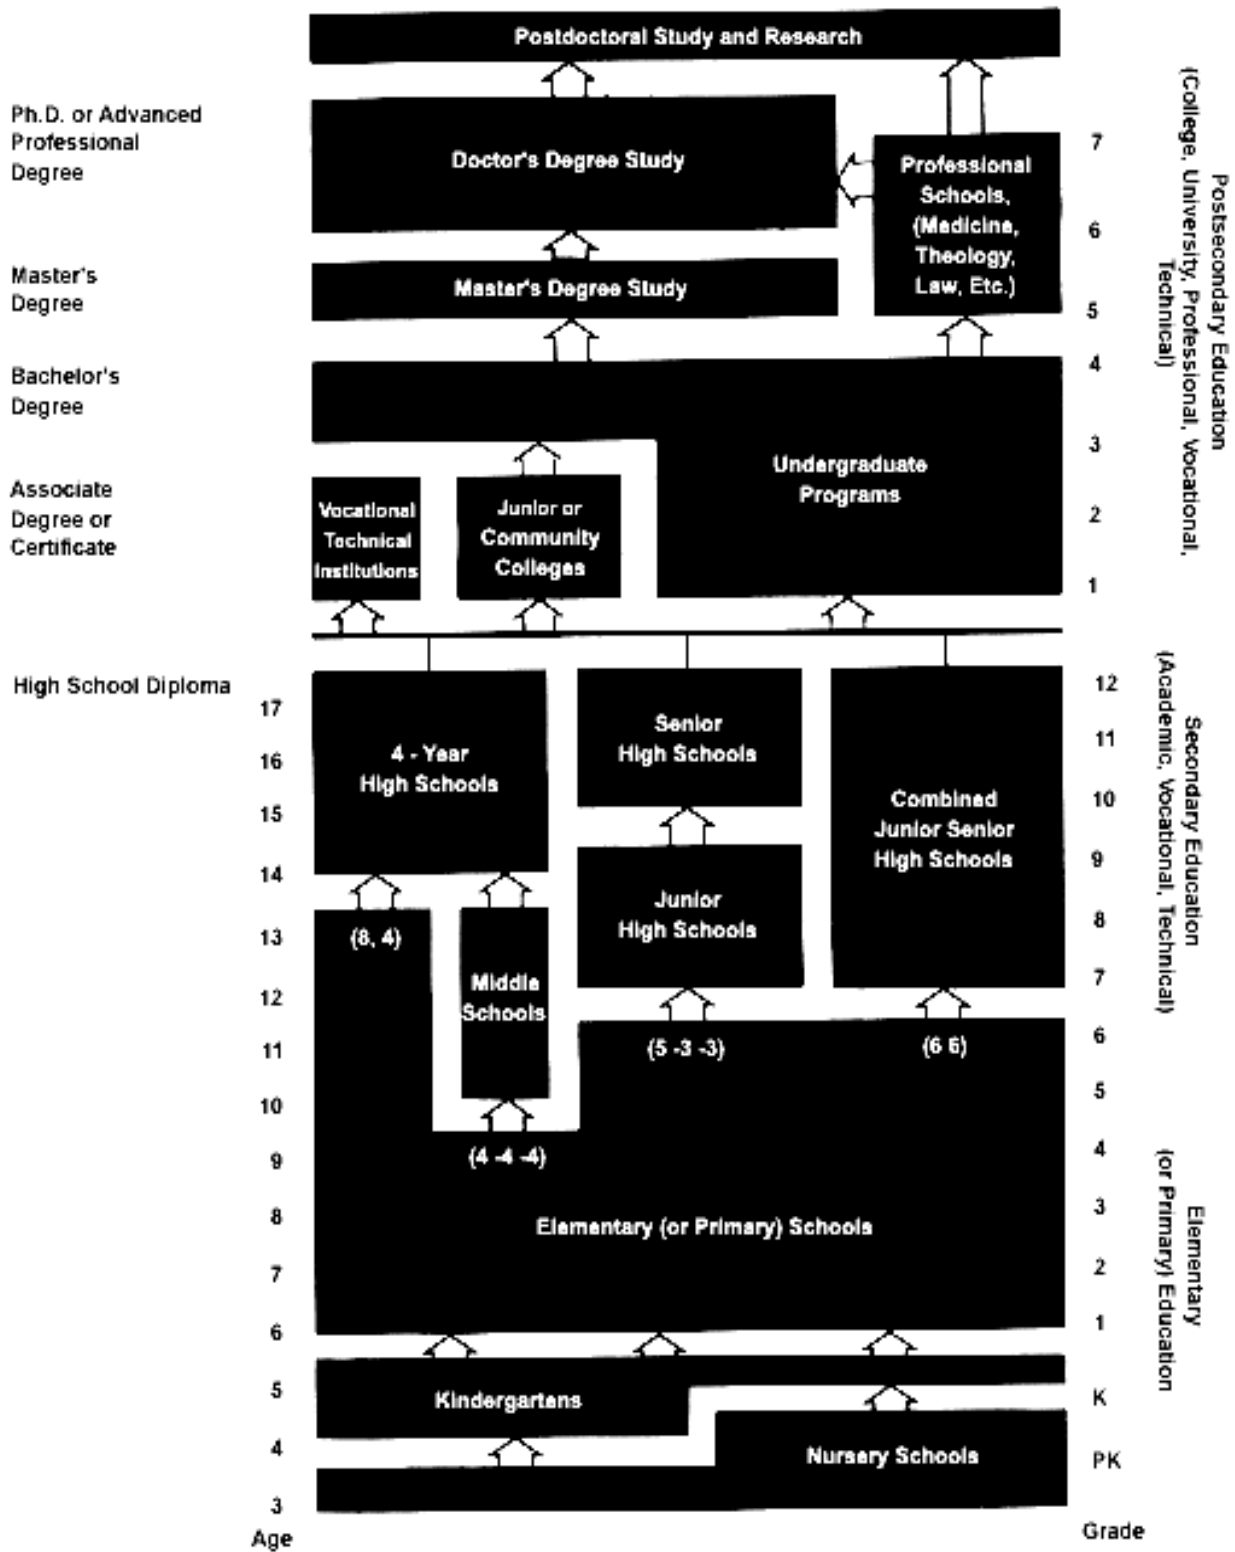 Postdoctoral Study and Research
Ph.D. or Advanced
Professional
Degree
Doctor's Degree Study
Professional
Schools,
(Medicine,
Theology,
Law, Etc.)
7
6
5
Master's
Degree
Master's Degree Study
Bachelor's
Degree
4
3
2
1
Undergraduate
Programs
Associate
Degree or
Certificate
Vocational
Technical
Institutions
Junior or
Community
Colleges
Postsecondary Education
(College, University, Professional, Vocational,
Technical)
High School Diploma
17
16
15
14
13
12
11
10
9
8
7
6
5
4
3
Age
4 - Year
High Schools
Senior
High Schools
Combined
Junior Senior
High Schools
Junior
High Schools
(8, 4)
Middle
Schools
(5 -3 -3)
(6 6)
(4 -4 -4)
Elementary (or Primary) Schools
Kindergartens
Nursery Schools
12
11
10
9
8
7
6
5
4
3
2
1
K
PK
Grade
Secondary Education
(Academic, Vocational, Technical)
Elementary
(or Primary) Education